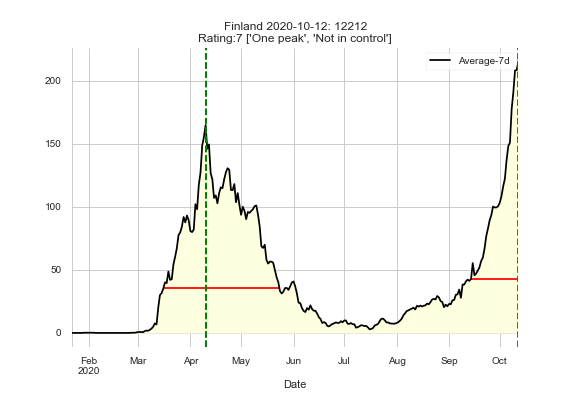 Finland 2020-10-12: 12212
Rating:7 ['One peak', 'Not in control']
Average-7d
200
150
100
50
0
Feb Mar Apr May Jun Jul Aug Sep Oct
2020
Date